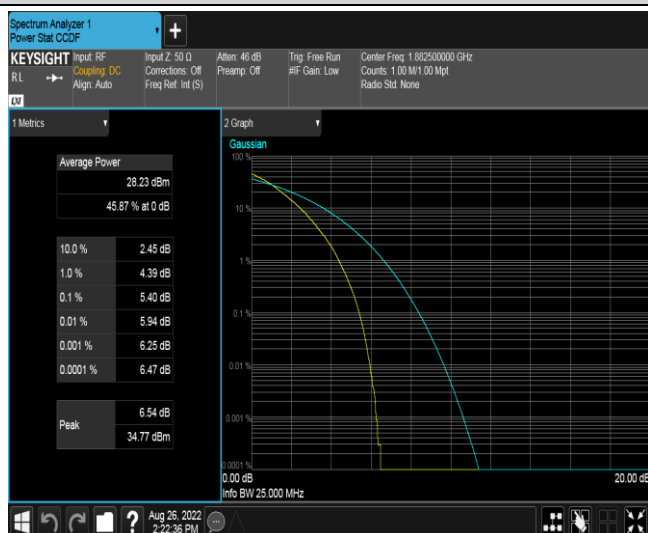 Spectrum Analyzer 1
Power Stat CCDF
+
KEYSIGHT
RL
LXI
Input: RF
Coupling: DC
Align: Auto
Input Z: 50 Ω
Corrections: Off
Freq Ref: Int (S)
Atten: 46 dB
Preamp: Off
Trig: Free Run
#IF Gain: Low
Center Freq: 1.882500000 GHz
Counts: 1.00 M/1.00 Mpt
Radio Std: None
1 Metrics
Average Power
28.23 dBm
45.87 % at 0 dB
10.0 % 2.45 dB
1.0 % 4.39 dB
0.1 % 5.40 dB
0.01 % 5.94 dB
0.001 % 6.25 dB
0.0001 % 6.47 dB
Peak
6.54 dB
34.77 dBm
2 Graph
Gaussian
100 %
10 %
1 %
0.1 %
0.01 %
0.001 %
0.0001 %
0.00 dB
20.00 dB
Info BW 25.000 MHz
?
Aug 26, 2022
2:22:36 PM